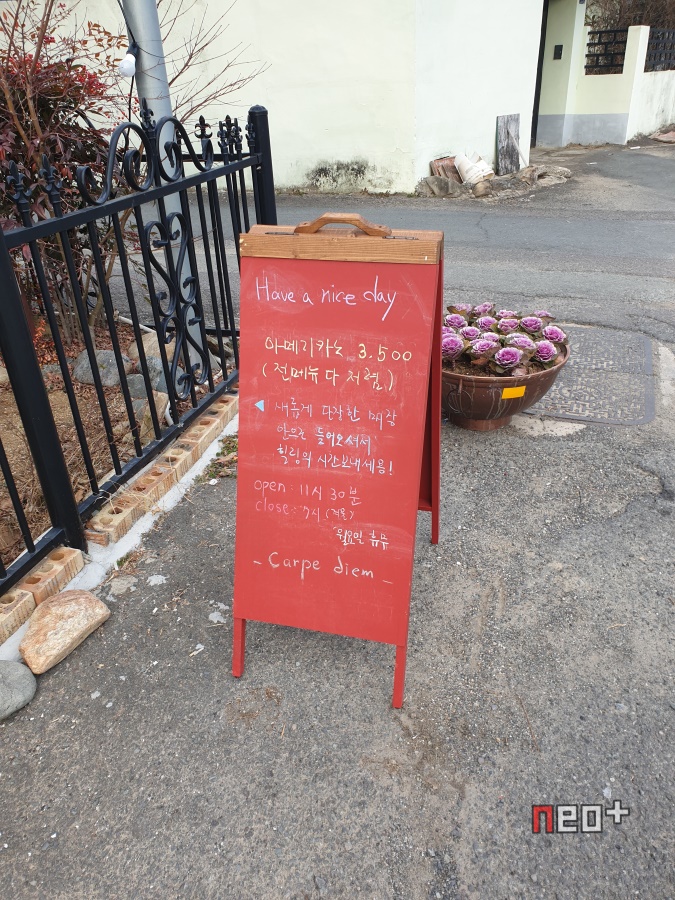 Have a nice day
아메리카노 3,500
(전메뉴 다 저렴)
새롭게 단장한 매장
안으로 들어오셔서
힐링의 시간보내세용!
open : 11시 30분
close : 7시 (겨울)
월요일 휴무
- Carpe diem -
neo+